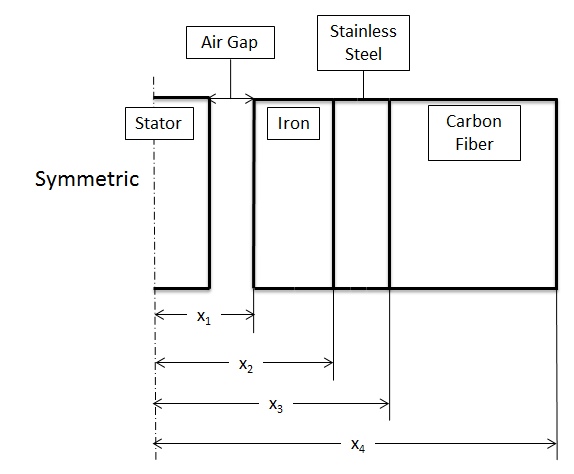 Stainless
Steel
Air Gap
Stator
Iron
Carbon
Fiber
Symmetric
x₁
x₂
x₃
x₄